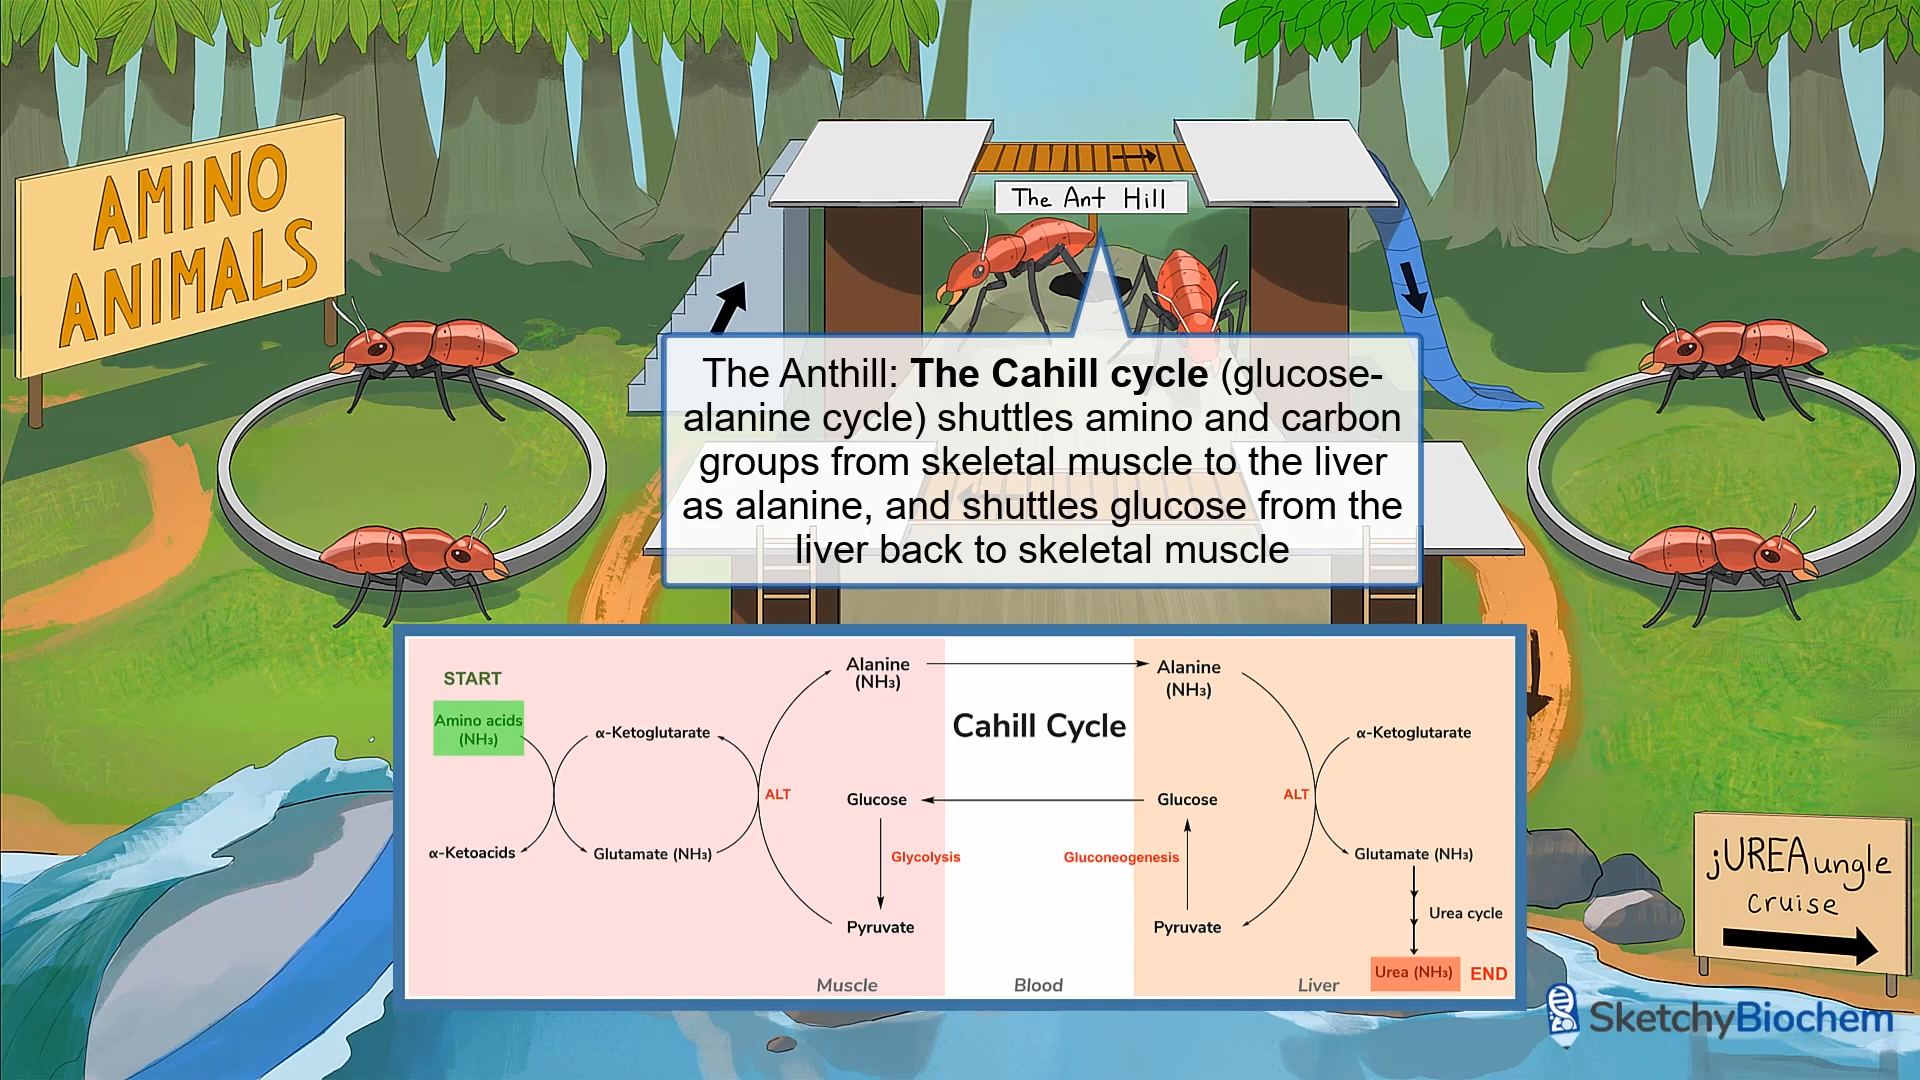 AMINO
ANIMALS
The Ant Hill
The Anthill: The Cahill cycle (glucose-
alanine cycle) shuttles amino and carbon
groups from skeletal muscle to the liver
as alanine, and shuttles glucose from the
liver back to skeletal muscle
START
Amino acids
(NH₃)
α-Ketoglutarate
α-Ketoacids
Glutamate (NH₃)
ALT
Alanine
(NH₃)
Glucose
Glycolysis
Pyruvate
Muscle
Cahill Cycle
Blood
Alanine
(NH₃)
Glucose
Gluconeogenesis
Pyruvate
ALT
α-Ketoglutarate
Glutamate (NH₃)
Urea cycle
Urea (NH₃)
END
Liver
jUREAungle
cruise
SketchyBiochem